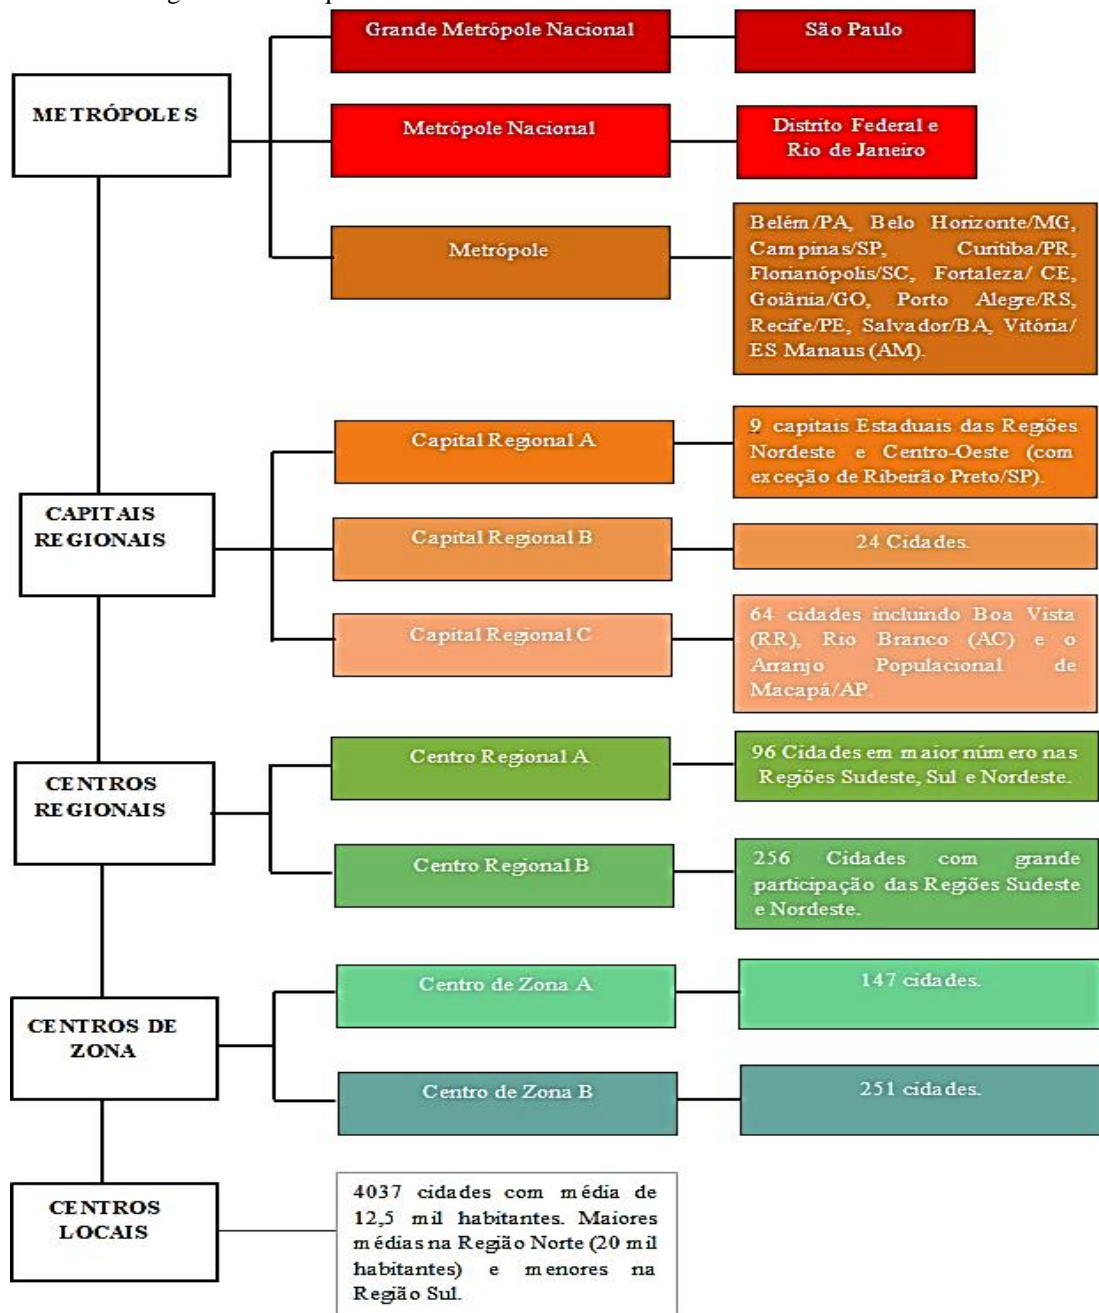 METRÓPOLES
Grande Metrópole Nacional
São Paulo
Metrópole Nacional
Distrito Federal e
Rio de Janeiro
Metrópole
Belém/PA, Belo Horizonte/MG,
Campinas/SP, Curitiba/PR,
Florianópolis/SC, Fortaleza/ CE,
Goiânia/GO, Porto Alegre/RS,
Recife/PE, Salvador/BA, Vitória/
ES Manaus (AM).
CAPITAIS
REGIONAIS
Capital Regional A
9 capitais Estaduais das Regiões
Nordeste e Centro-Oeste (com
exceção de Ribeirão Preto/SP).
Capital Regional B
24 Cidades.
Capital Regional C
64 cidades incluindo Boa Vista
(RR), Rio Branco (AC) e o
Arranjo Populacional de
Macapá/AP.
CENTROS
REGIONAIS
Centro Regional A
96 Cidades em maior número nas
Regiões Sudeste, Sul e Nordeste.
Centro Regional B
256 Cidades com grande
participação das Regiões Sudeste
e Nordeste.
CENTROS DE
ZONA
Centro de Zona A
147 cidades.
Centro de Zona B
251 cidades.
CENTROS
LOCAIS
4037 cidades com média de
12,5 mil habitantes. Maiores
médias na Região Norte (20 mil
habitantes) e menores na
Região Sul.